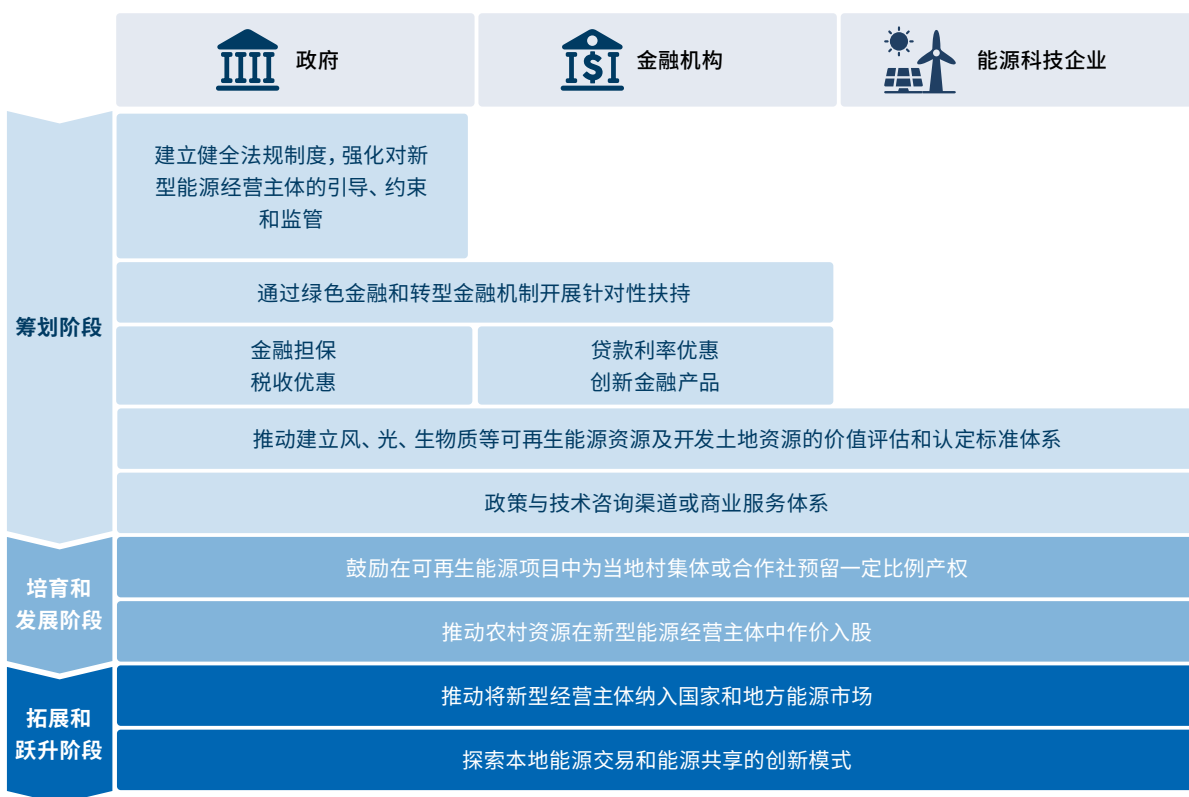 政府
金融机构
能源科技企业
筹划阶段
建立健全法规制度，强化对新
型能源经营主体的引导、约束
和监管
通过绿色金融和转型金融机制开展针对性扶持
金融担保
税收优惠
贷款利率优惠
创新金融产品
推动建立风、光、生物质等可再生能源资源及开发土地资源的价值评估和认定标准体系
政策与技术咨询渠道或商业服务体系
培育和
发展阶段
鼓励在可再生能源项目中为当地村集体或合作社预留一定比例产权
推动农村资源在新型能源经营主体中作价入股
拓展和
跃升阶段
推动将新型经营主体纳入国家和地方能源市场
探索本地能源交易和能源共享的创新模式